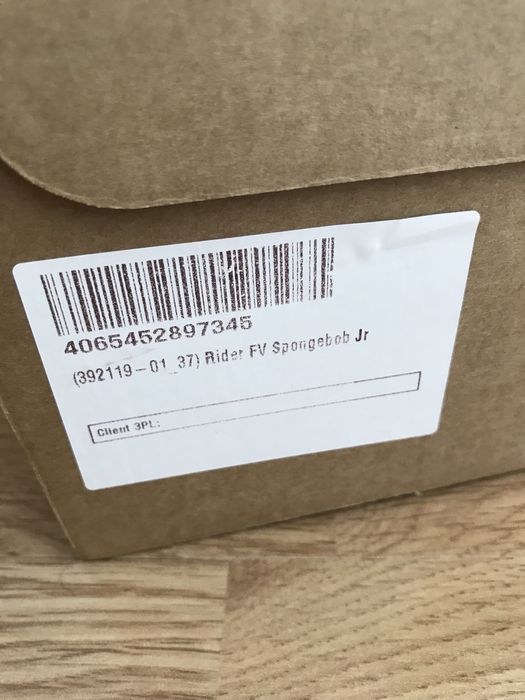 4065452897345
(392119-01_37) Rider FV Spongebob Jr
Client 3PL: